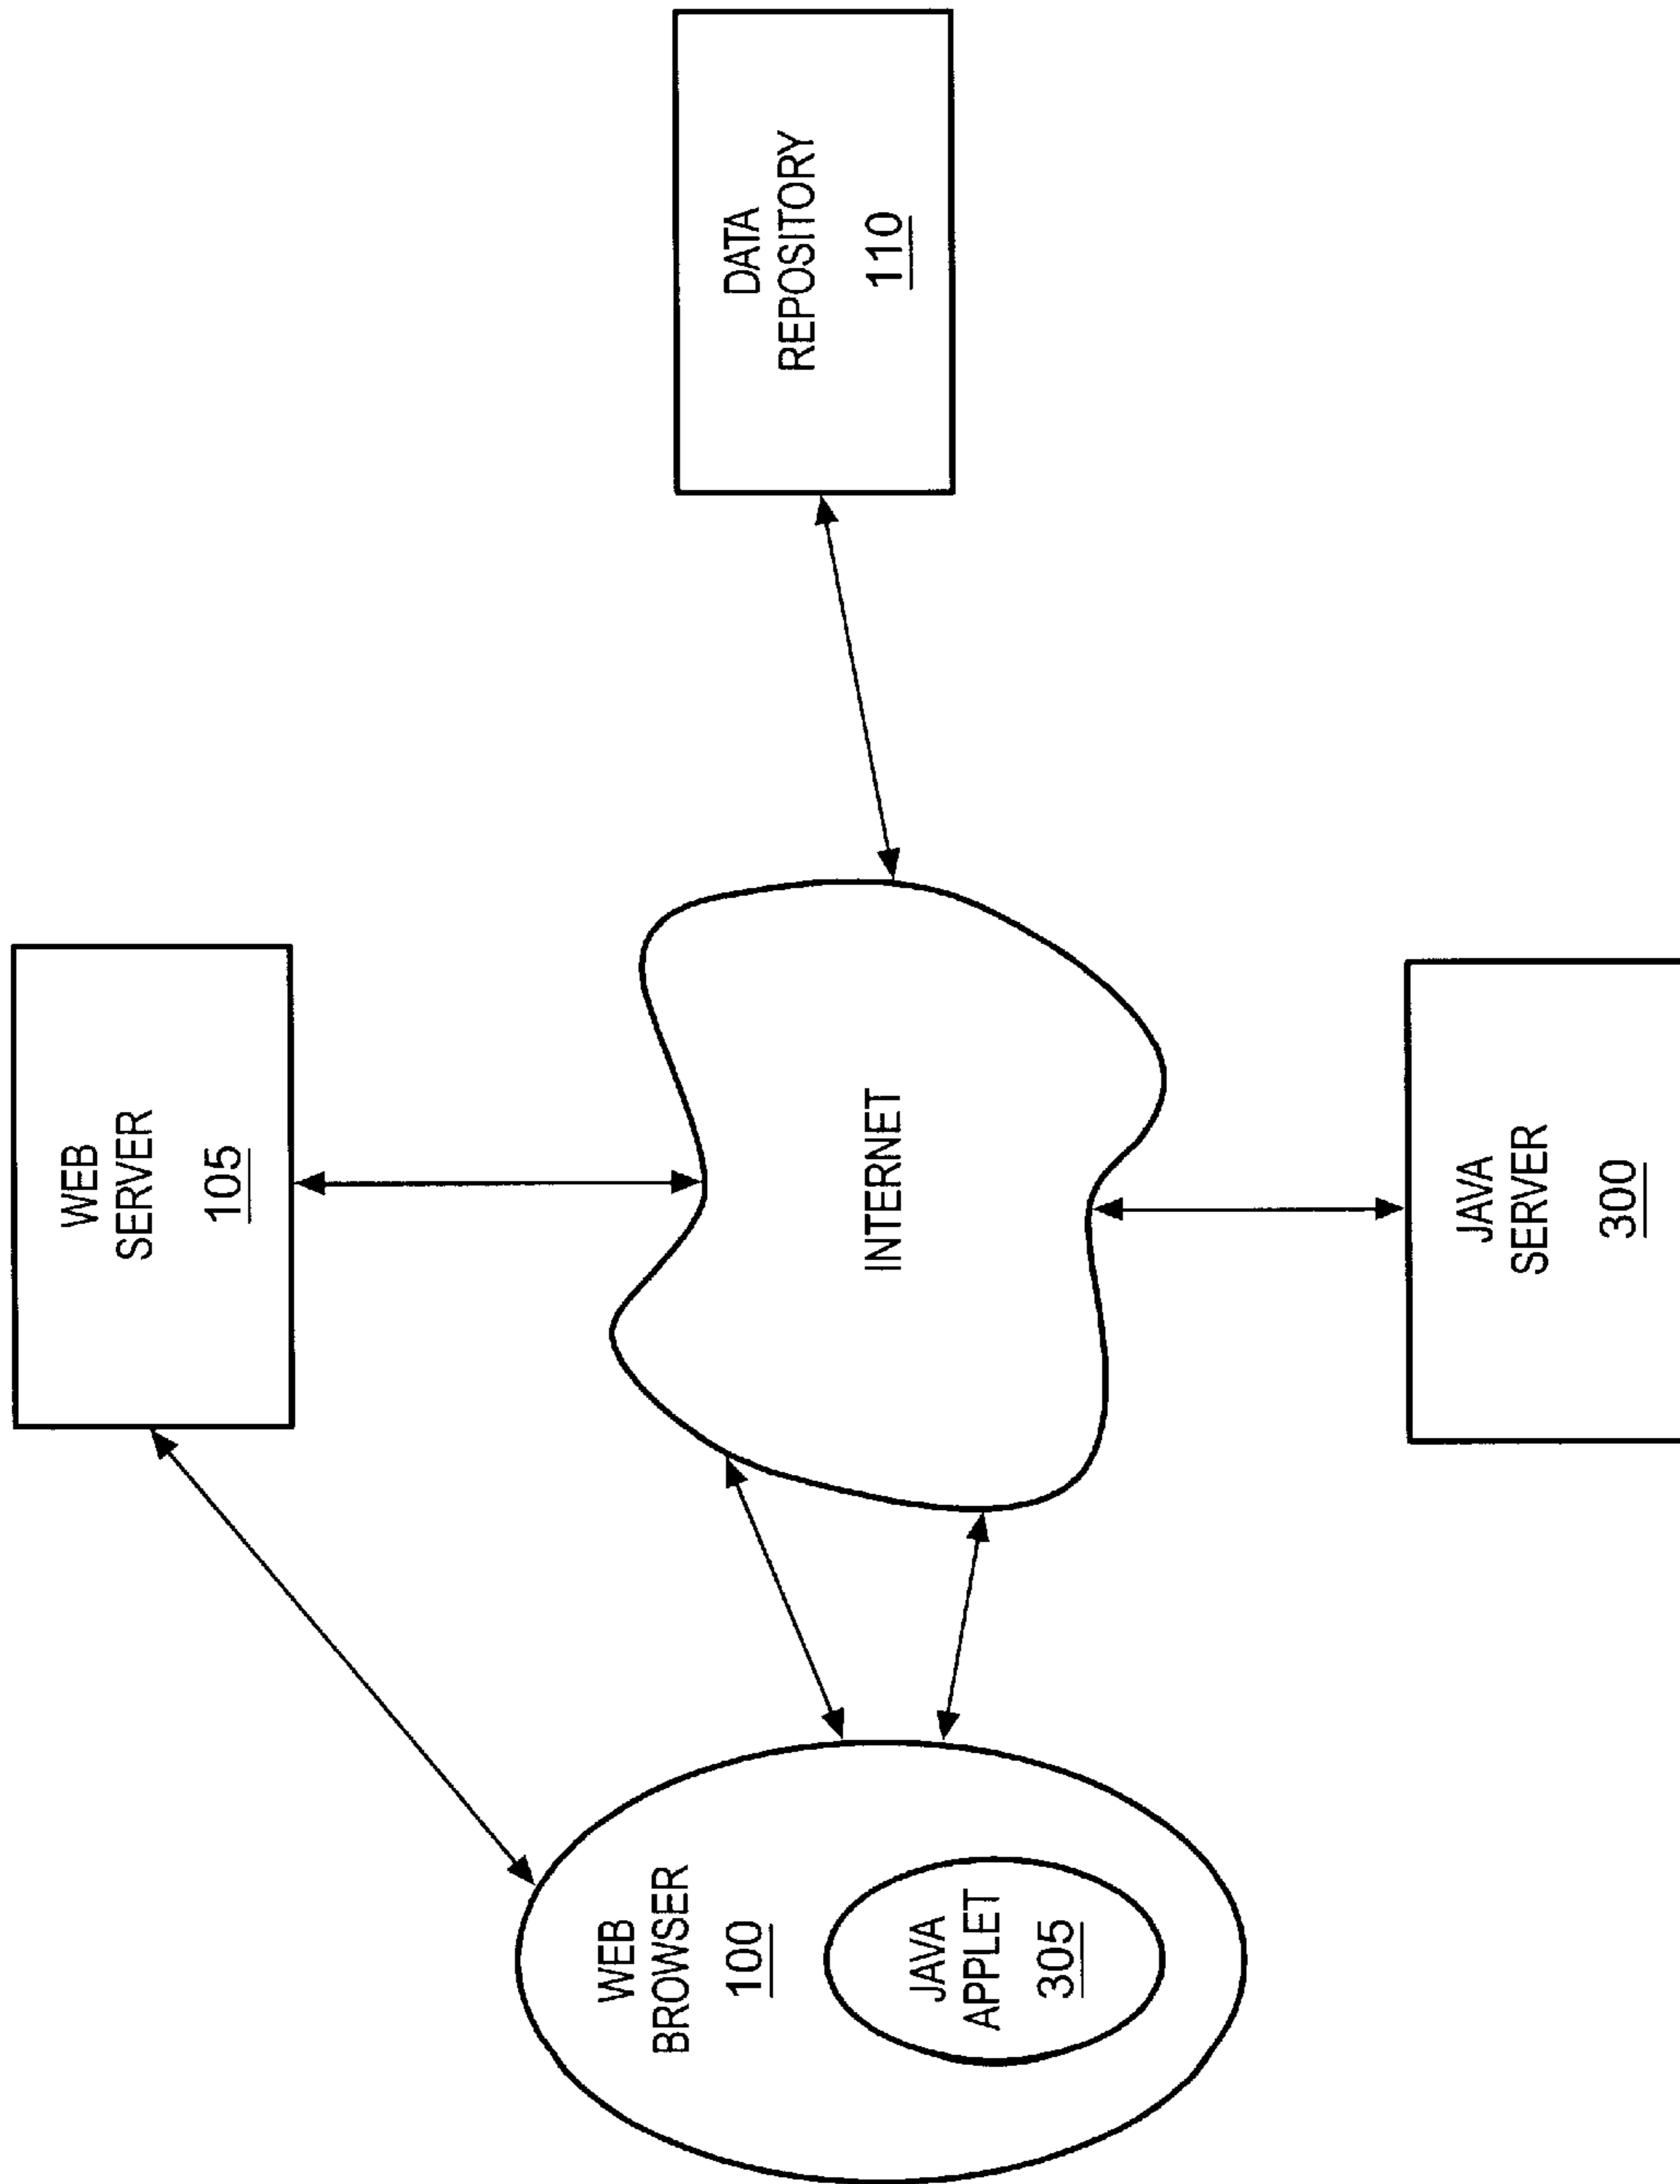 WEB
SERVER
105
WEB
BROWSER
100
JAVA
APPLET
305
INTERNET
DATA
REPOSITORY
110
JAVA
SERVER
300